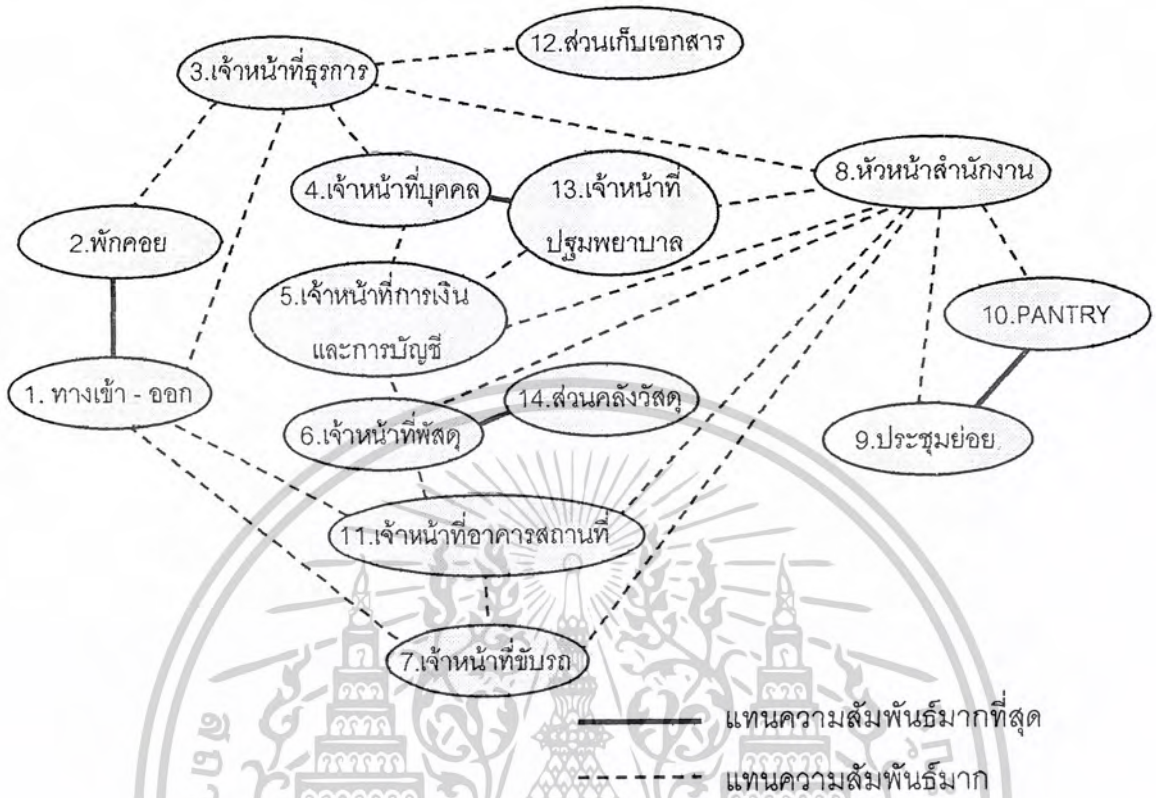 12.ส่วนเก็บเอกสาร
3.เจ้าหน้าที่ธุรการ
8.หัวหน้าสำนักงาน
4.เจ้าหน้าที่บุคคล
13.เจ้าหน้าที่
ปฐมพยาบาล
2.พักคอย
5.เจ้าหน้าที่การเงิน
และการบัญชี
10.PANTRY
1. ทางเข้า - ออก
14.ส่วนคลังวัสดุ
6.เจ้าหน้าที่พัสดุ
9.ประชุมย่อย
11.เจ้าหน้าที่อาคารสถานที่
7.เจ้าหน้าที่ขับรถ
แทนความสัมพันธ์มากที่สุด
แทนความสัมพันธ์มาก